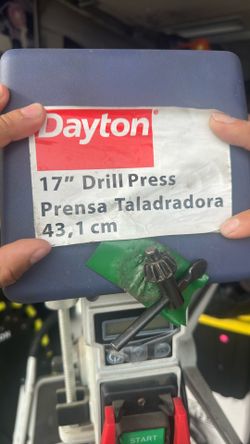 Dayton®
17” Drill Press
Prensa Taladradora
43,1 cm
START